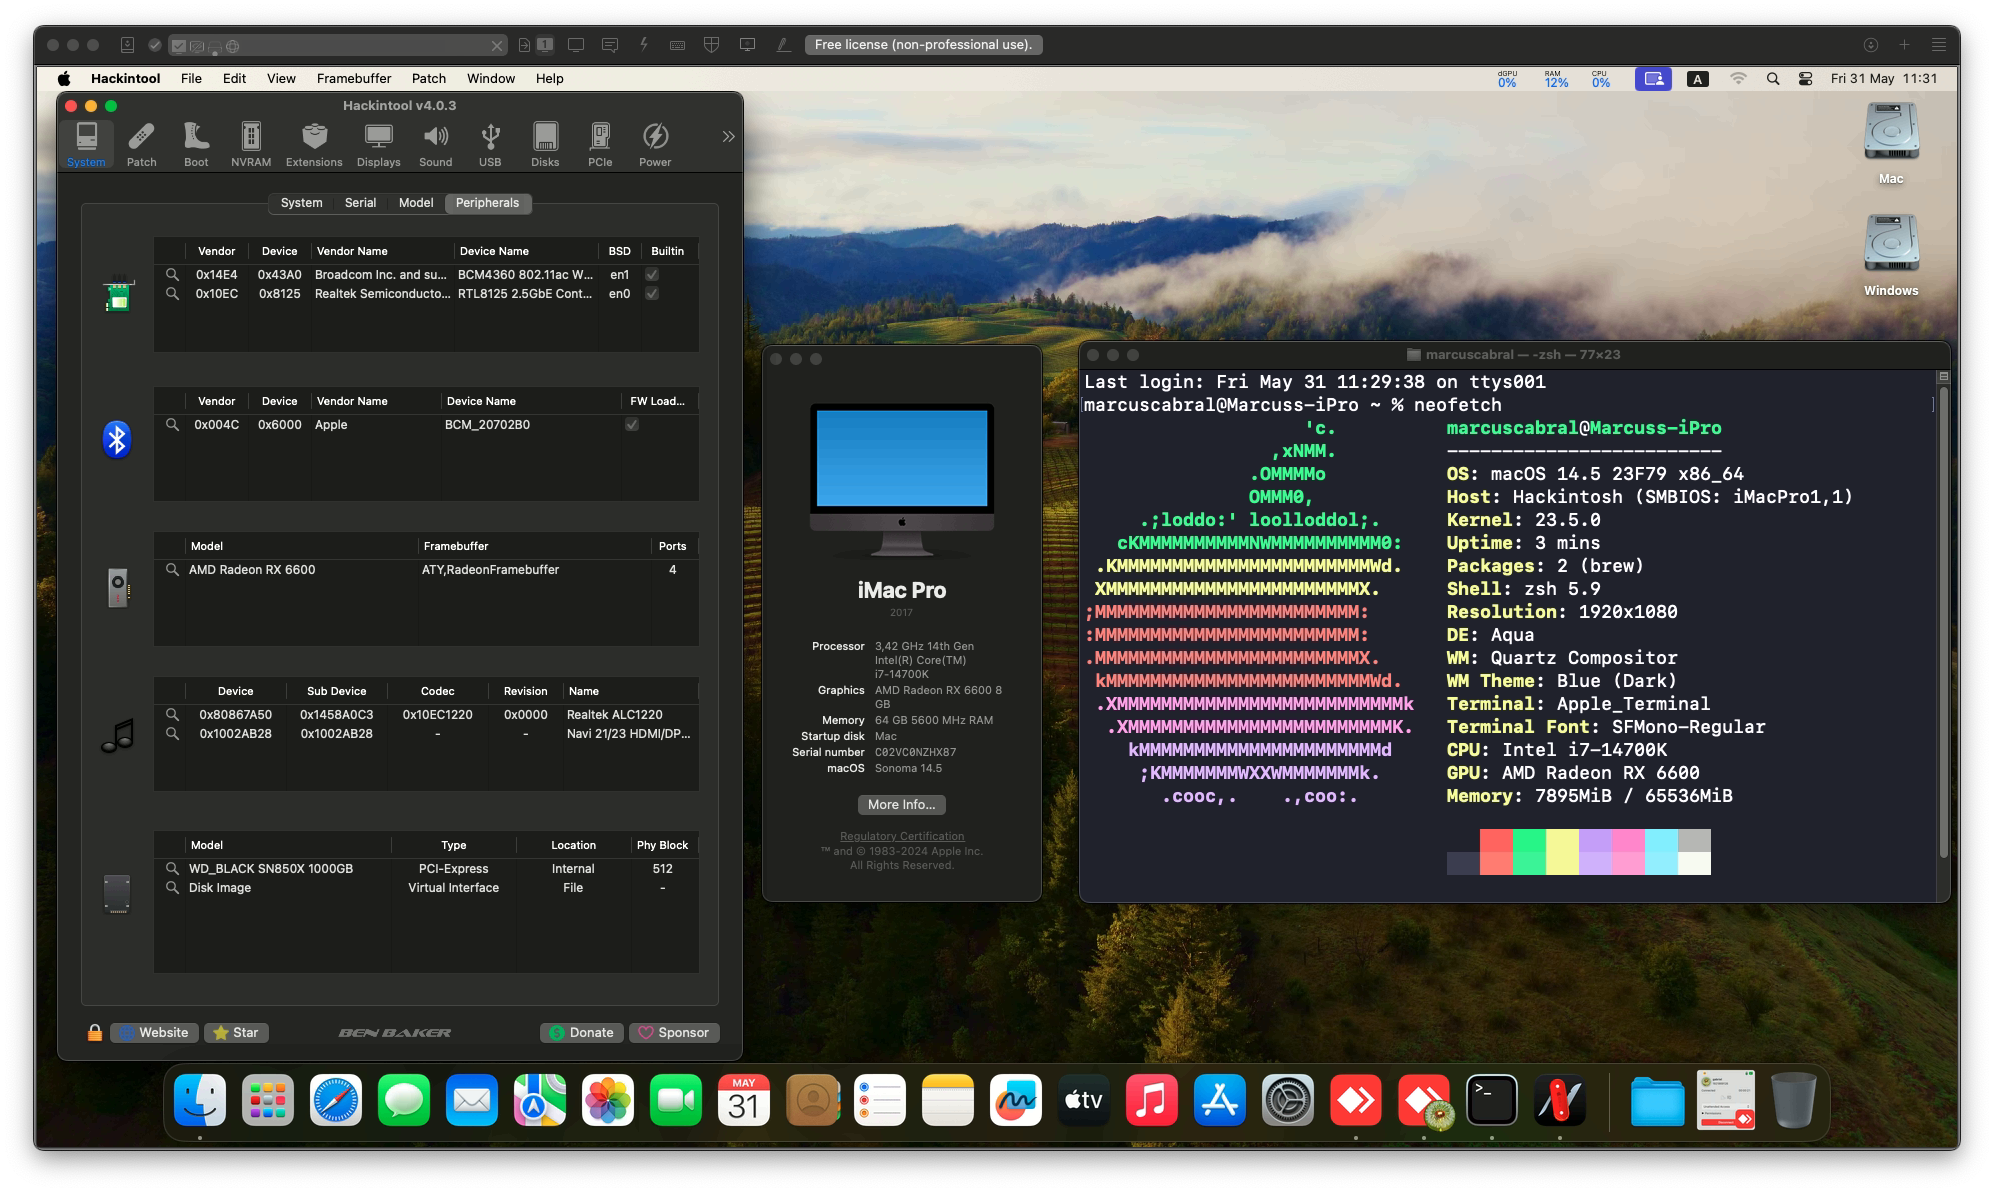 1
Free license (non-professional use).
Hackintool File Edit View Framebuffer Patch Window Help
dGPU 0% RAM 12% CPU 0% A Fri 31 May 11:31
Hackintool v4.0.3
System Patch Boot NVRAM Extensions Displays Sound USB Disks PCIe Power
System Serial Model Peripherals
Vendor Device Vendor Name Device Name BSD Builtin
0x14E4 0x43A0 Broadcom Inc. and su... BCM4360 802.11ac W... en1
0x10EC 0x8125 Realtek Semiconducto... RTL8125 2.5GbE Cont... en0
Vendor Device Vendor Name Device Name FW Load...
0x004C 0x6000 Apple BCM_20702B0
Model Framebuffer Ports
AMD Radeon RX 6600 ATY,RadeonFramebuffer 4
Device Sub Device Codec Revision Name
0x80867A50 0x1458A0C3 0x10EC1220 0x0000 Realtek ALC1220
0x1002AB28 0x1002AB28 - - Navi 21/23 HDMI/DP...
Model Type Location Phy Block
WD_BLACK SN850X 1000GB PCI-Express Internal 512
Disk Image Virtual Interface File -
Website Star BEN BAKER Donate Sponsor
iMac Pro
2017
Processor 3,42 GHz 14th Gen
Intel(R) Core(TM)
i7-14700K
Graphics AMD Radeon RX 6600 8
GB
Memory 64 GB 5600 MHz RAM
Startup disk Mac
Serial number C02VC0NZHX87
macOS Sonoma 14.5
More Info...
Regulatory Certification
™ and © 1983-2024 Apple Inc.
All Rights Reserved.
Mac
Windows
marcuscabral — -zsh — 77×23
Last login: Fri May 31 11:29:38 on ttys001
marcuscabral@Marcuss-iPro ~ % neofetch
'c. marcuscabral@Marcuss-iPro
,xNMM. -------------------------
.OMMMMo OS: macOS 14.5 23F79 x86_64
OMMM0, Host: Hackintosh (SMBIOS: iMacPro1,1)
.;loddo:' loolloddol;. Kernel: 23.5.0
cKMMMMMMMMMMNWMMMMMMMMMM0: Uptime: 3 mins
.KMMMMMMMMMMMMMMMMMMMMMMMWd. Packages: 2 (brew)
XMMMMMMMMMMMMMMMMMMMMMMMX. Shell: zsh 5.9
;MMMMMMMMMMMMMMMMMMMMMMMM: Resolution: 1920x1080
:MMMMMMMMMMMMMMMMMMMMMMMM: DE: Aqua
.MMMMMMMMMMMMMMMMMMMMMMMMX. WM: Quartz Compositor
kMMMMMMMMMMMMMMMMMMMMMMMMWd. WM Theme: Blue (Dark)
.XMMMMMMMMMMMMMMMMMMMMMMMMMMk Terminal: Apple_Terminal
.XMMMMMMMMMMMMMMMMMMMMMMMMK. Terminal Font: SFMono-Regular
kMMMMMMMMMMMMMMMMMMMMMMd CPU: Intel i7-14700K
;KMMMMMMMWXXWMMMMMMMk. GPU: AMD Radeon RX 6600
.cooc,. .,coo:. Memory: 7895MiB / 65536MiB
MAY
31
tv
>_